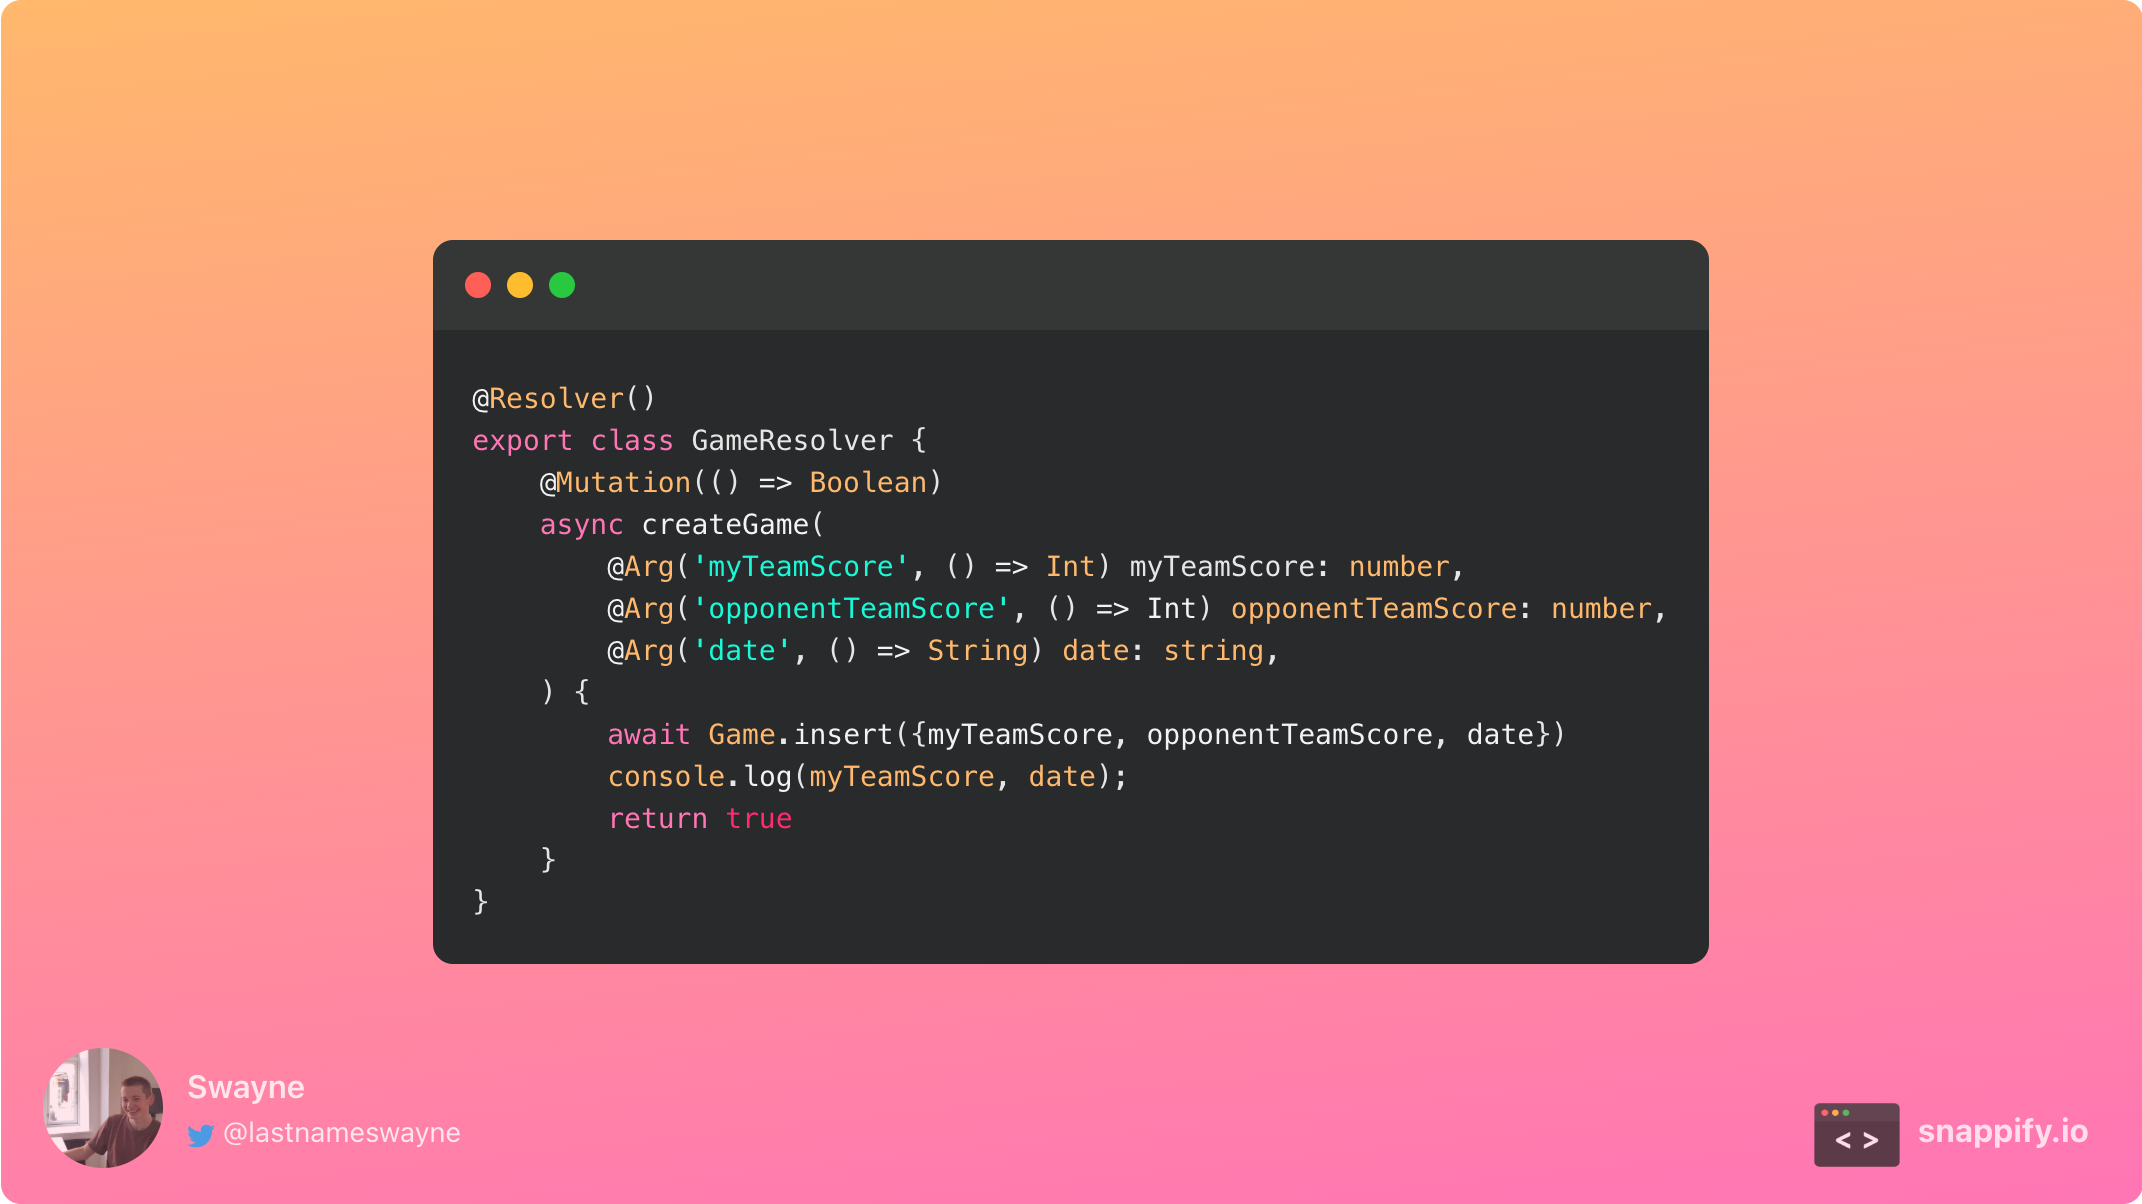 @Resolver()
export class GameResolver {
    @Mutation(() => Boolean)
    async createGame(
        @Arg('myTeamScore', () => Int) myTeamScore: number,
        @Arg('opponentTeamScore', () => Int) opponentTeamScore: number,
        @Arg('date', () => String) date: string,
    ) {
        await Game.insert({myTeamScore, opponentTeamScore, date})
        console.log(myTeamScore, date);
        return true
    }
}
Swayne
@lastnameswayne
< >
snappify.io